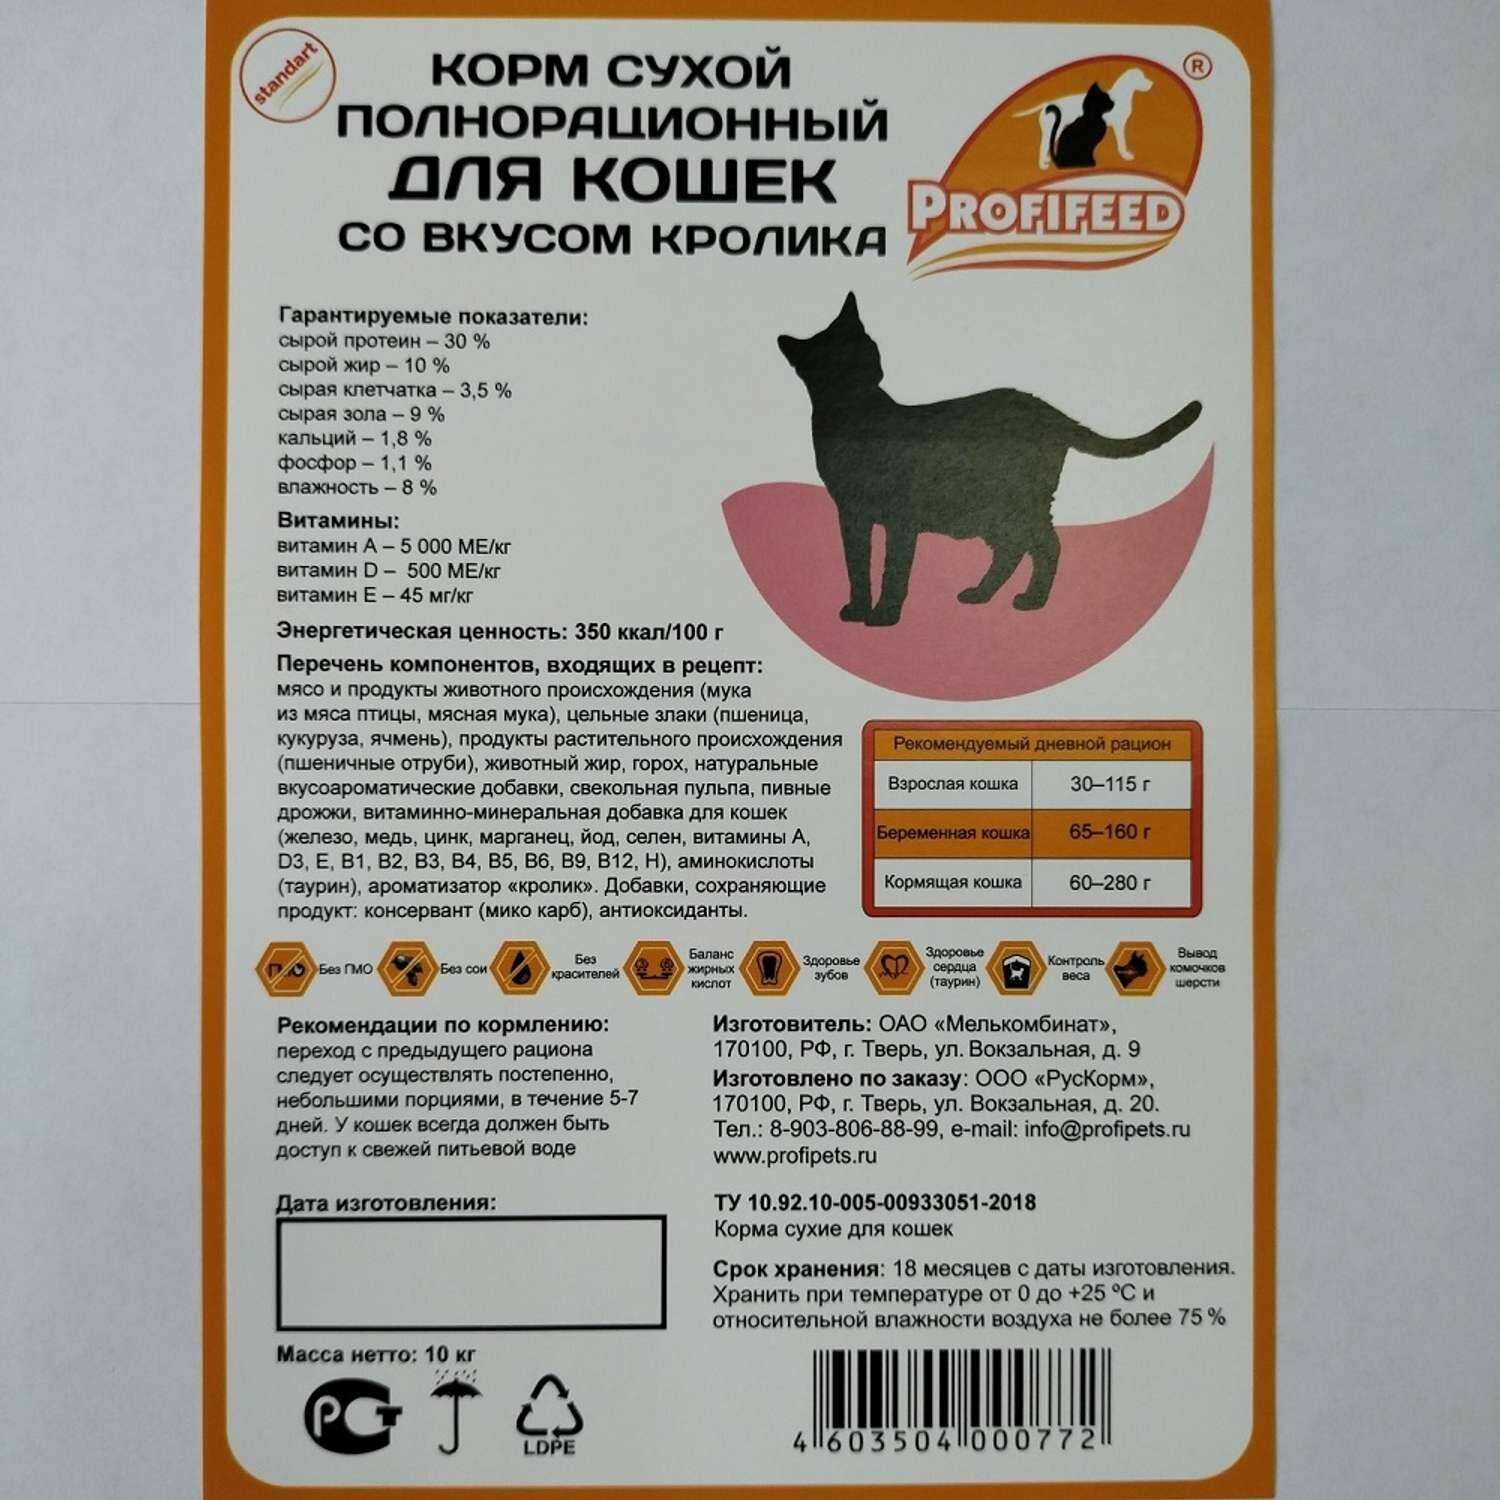 standart
КОРМ СУХОЙ
ПОЛНОРАЦИОННЫЙ
ДЛЯ КОШЕК
СО ВКУСОМ КРОЛИКА
®
PROFIFEED
Гарантируемые показатели:
сырой протеин – 30 %
сырой жир – 10 %
сырая клетчатка – 3,5 %
сырая зола – 9 %
кальций – 1,8 %
фосфор – 1,1 %
влажность – 8 %
Витамины:
витамин А – 5 000 МЕ/кг
витамин D – 500 МЕ/кг
витамин Е – 45 мг/кг
Энергетическая ценность: 350 ккал/100 г
Перечень компонентов, входящих в рецепт:
мясо и продукты животного происхождения (мука
из мяса птицы, мясная мука), цельные злаки (пшеница,
кукуруза, ячмень), продукты растительного происхождения
(пшеничные отруби), животный жир, горох, натуральные
вкусоароматические добавки, свекольная пульпа, пивные
дрожжи, витаминно-минеральная добавка для кошек
(железо, медь, цинк, марганец, йод, селен, витамины А,
D3, Е, В1, В2, В3, В4, В5, В6, В9, В12, Н), аминокислоты
(таурин), ароматизатор «кролик». Добавки, сохраняющие
продукт: консервант (мико карб), антиоксиданты.
Рекомендуемый дневной рацион
Взрослая кошка 30–115 г
Беременная кошка 65–160 г
Кормящая кошка 60–280 г
ГМО
Без ГМО
Без сои
Без
красителей
Баланс
жирных
кислот
Здоровье
зубов
Здоровье
сердца
(таурин)
Контроль
веса
Вывод
комочков
шерсти
Рекомендации по кормлению:
переход с предыдущего рациона
следует осуществлять постепенно,
небольшими порциями, в течение 5-7
дней. У кошек всегда должен быть
доступ к свежей питьевой воде
Изготовитель: ОАО «Мелькомбинат»,
170100, РФ, г. Тверь, ул. Вокзальная, д. 9
Изготовлено по заказу: ООО «РусКорм»,
170100, РФ, г. Тверь, ул. Вокзальная, д. 20.
Тел.: 8-903-806-88-99, e-mail: info@profipets.ru
www.profipets.ru
Дата изготовления:
ТУ 10.92.10-005-00933051-2018
Корма сухие для кошек
Срок хранения: 18 месяцев с даты изготовления.
Хранить при температуре от 0 до +25 ºС и
относительной влажности воздуха не более 75 %
Масса нетто: 10 кг
РСТ
LDPE
4 603504 000772